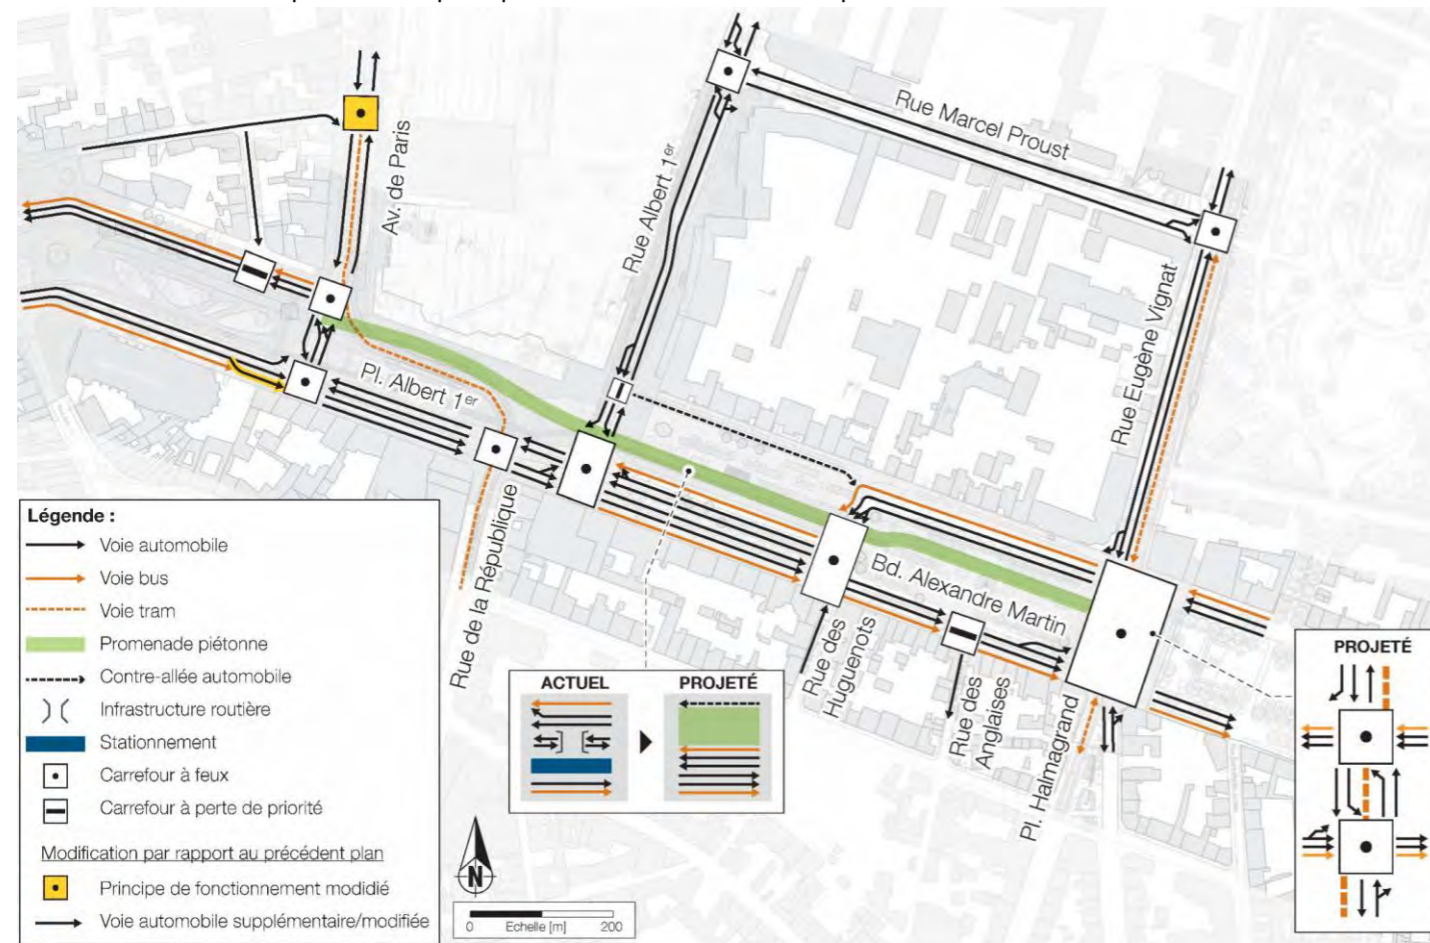 Rue Marcel Proust
Av. de Paris
Rue Albert 1er
Rue Eugène Vignat
Pl. Albert 1er
Rue de la République
Bd. Alexandre Martin
Rue des
Huguenots
Rue des
Anglaises
Pl. Halmagrand
Légende :
Voie automobile
Voie bus
Voie tram
Promenade piétonne
Contre-allée automobile
Infrastructure routière
Stationnement
Carrefour à feux
Carrefour à perte de priorité
Modification par rapport au précédent plan
Principe de fonctionnement modidié
Voie automobile supplémentaire/modifiée
ACTUEL
PROJETÉ
PROJETÉ
N
0 Echelle [m] 200